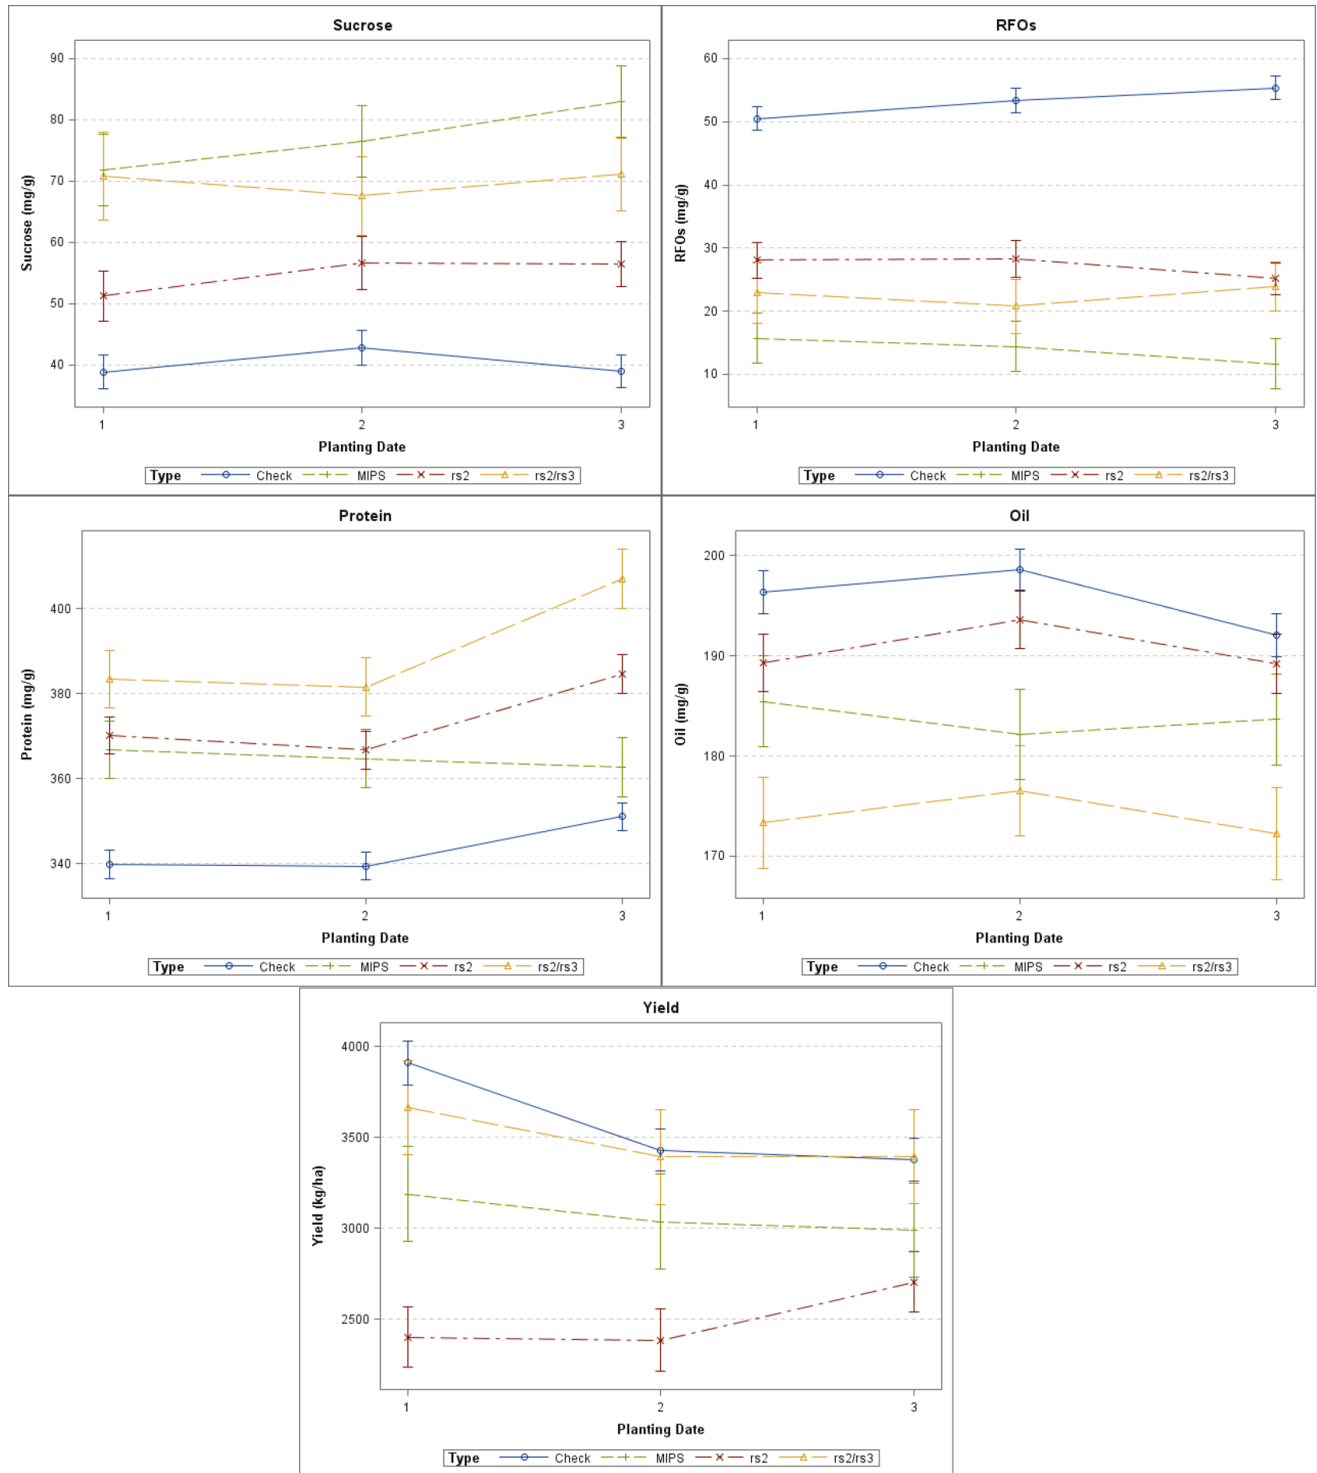 Sucrose
90
80
70
60
50
40
Sucrose (mg/g)
1 2 3
Planting Date
Type Check MIPS rs2 rs2/rs3
RFOs
60
50
40
30
20
10
RFOs (mg/g)
1 2 3
Planting Date
Type Check MIPS rs2 rs2/rs3
Protein
400
380
360
340
Protein (mg/g)
1 2 3
Planting Date
Type Check MIPS rs2 rs2/rs3
Oil
200
190
180
170
Oil (mg/g)
1 2 3
Planting Date
Type Check MIPS rs2 rs2/rs3
Yield
4000
3500
3000
2500
Yield (kg/ha)
1 2 3
Planting Date
Type Check MIPS rs2 rs2/rs3